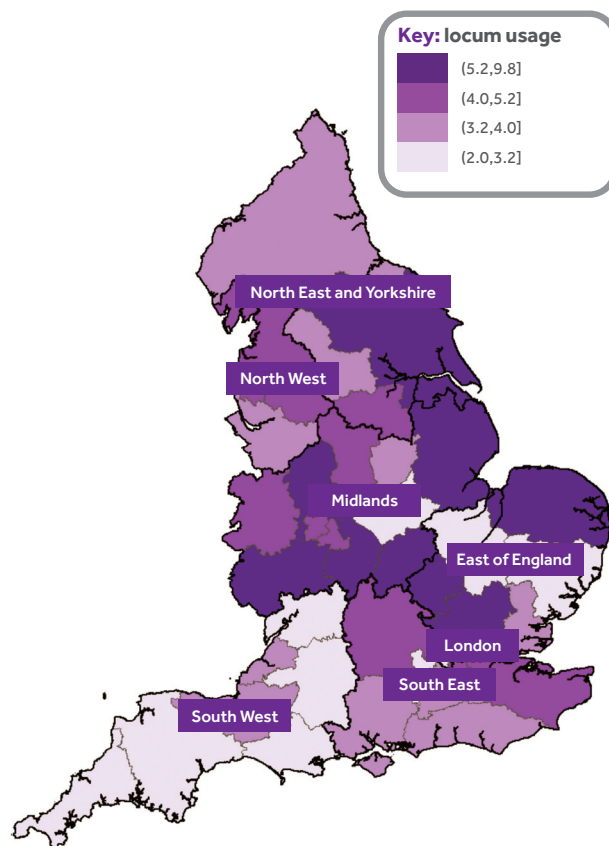 Key: locum usage
(5.2,9.8]
(4.0,5.2]
(3.2,4.0]
(2.0,3.2]
North East and Yorkshire
North West
Midlands
East of England
London
South East
South West